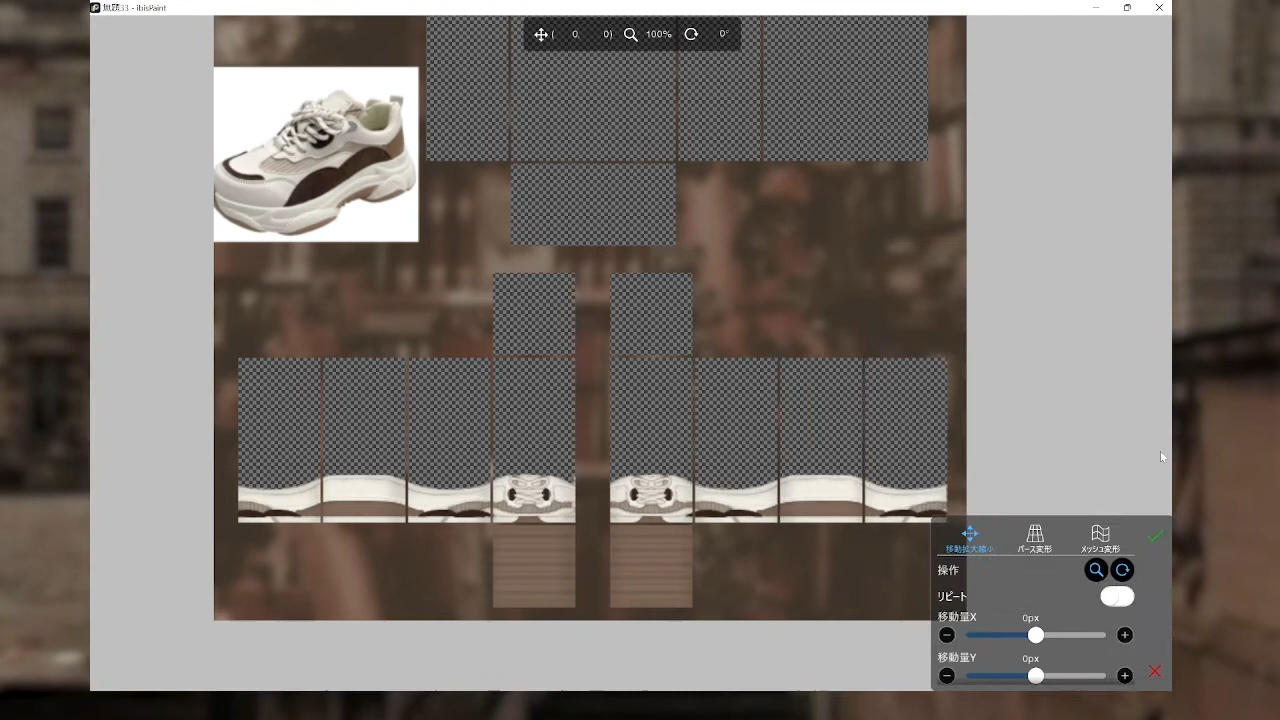 無題33 - ibisPaint
( 0, 0) 100% 0°
移動拡大縮小 パース変形 メッシュ変形
操作
リピート
移動量X 0px
移動量Y 0px